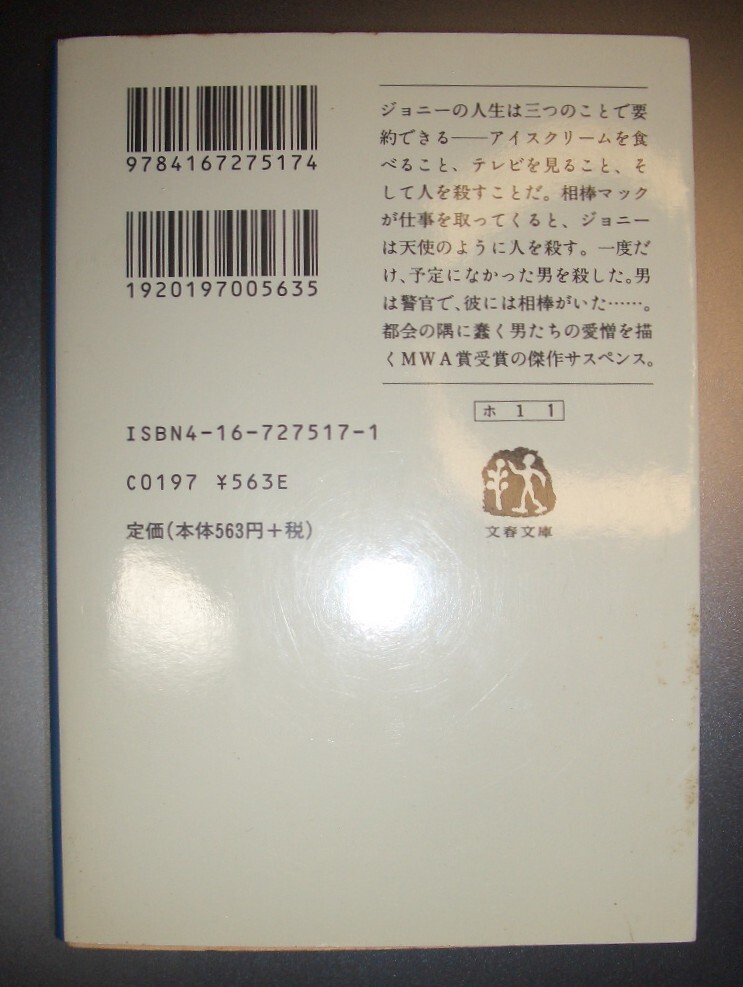 9784167275174
1920197005635
ジョニーの人生は三つのことで要
約できる――アイスクリームを食
べること、テレビを見ること、そ
して人を殺すことだ。相棒マック
が仕事を取ってくると、ジョニー
は天使のように人を殺す。一度だ
け、予定になかった男を殺した。男
は警官で、彼には相棒がいた……。
都会の隅に蠢く男たちの愛憎を描
くMWA賞受賞の傑作サスペンス。
ホ 1 1
文春文庫
ISBN4-16-727517-1
C0197 ¥563E
定価(本体563円+税)